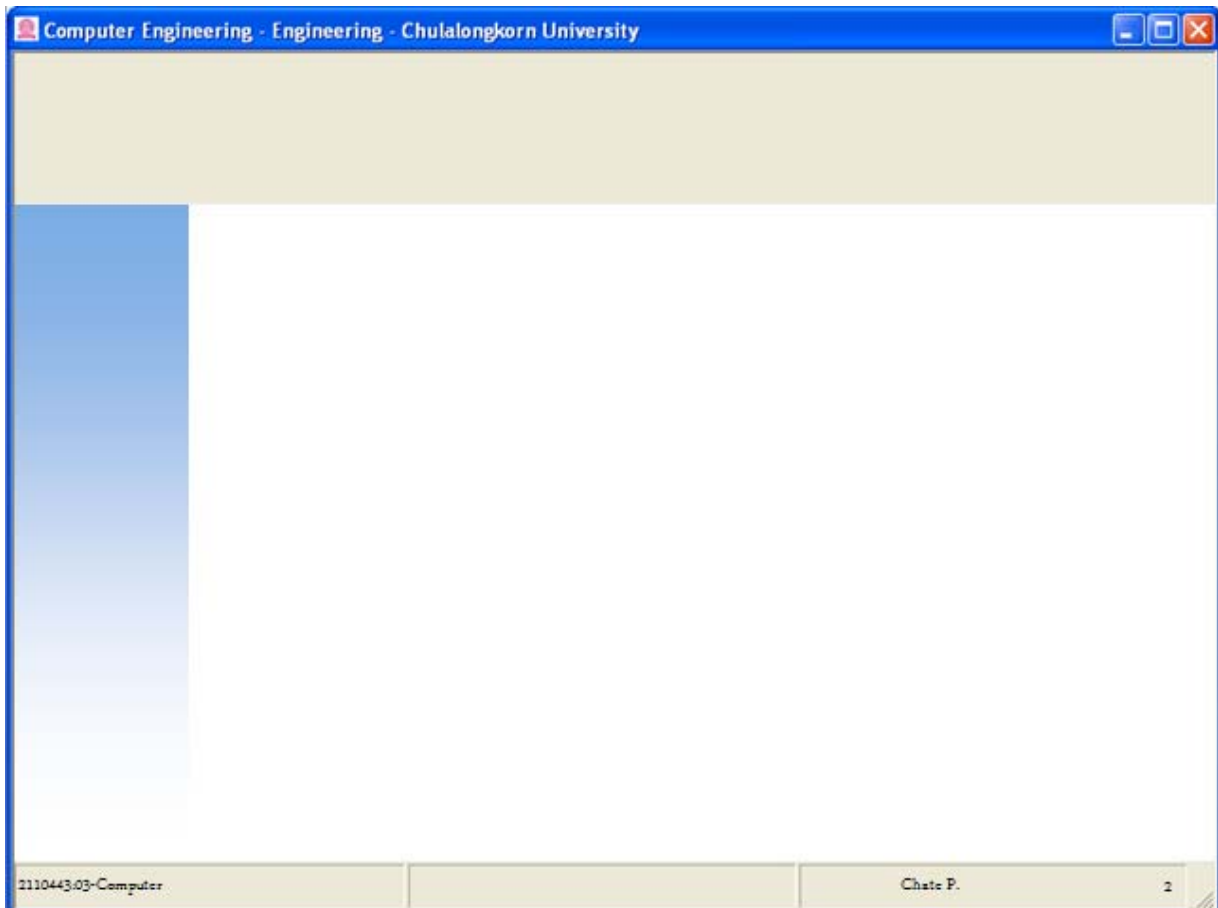 Computer Engineering - Engineering - Chulalongkorn University
2110443:03-Computer
Chate P.
2